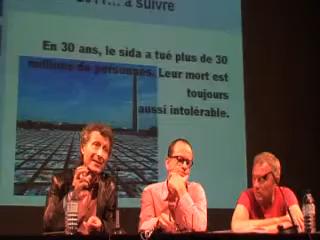 2011... à suivre
En 30 ans, le sida a tué plus de 30
millions de personnes. Leur mort est
toujours
aussi intolérable.